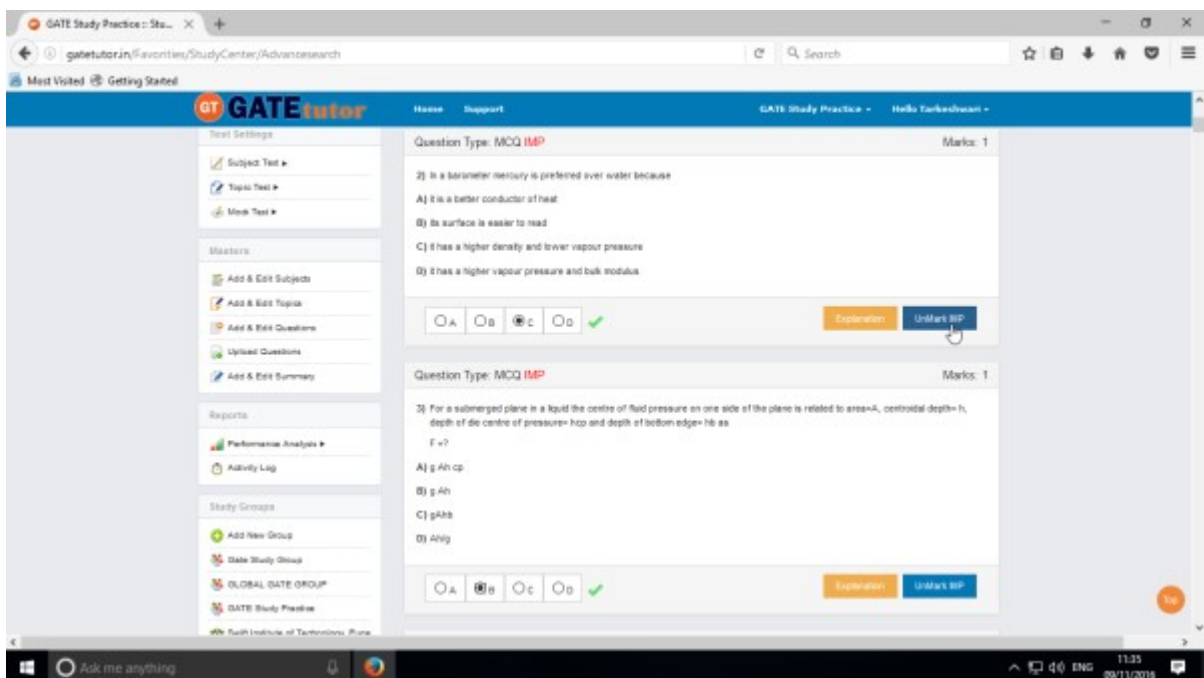 GATE Study Practice :: Stu...
gatetutor.in/Favorities/StudyCenter/Advancesearch
Search
Most Visited
Getting Started
GT GATEtutor
Home
Support
GATE Study Practice
Hello Tarkeshwari
Test Settings
Subject Test
Topic Test
Mock Test
Masters
Add & Edit Subjects
Add & Edit Topics
Add & Edit Questions
Upload Questions
Add & Edit Summary
Reports
Performance Analysis
Activity Log
Study Groups
Add New Group
Gate Study Group
GLOBAL GATE GROUP
GATE Study Practice
Swift Institute of Technology, Pune
Question Type: MCQ IMP
Marks: 1
2) In a barometer mercury is preferred over water because
A) it is a better conductor of heat
B) its surface is easier to read
C) it has a higher density and lower vapour pressure
D) it has a higher vapour pressure and bulk modulus
A B C D
Explanation
UnMark IMP
Question Type: MCQ IMP
Marks: 1
3) For a submerged plane in a liquid the centre of fluid pressure on one side of the plane is related to area=A, centroidal depth= h,
depth of die centre of pressure= hcp and depth of bottom edge= hb as
F =?
A) g Ah cp
B) g Ah
C) gAhb
D) Ah/g
A B C D
Explanation
UnMark IMP
Top
Ask me anything
ENG
11:35
09/11/2016